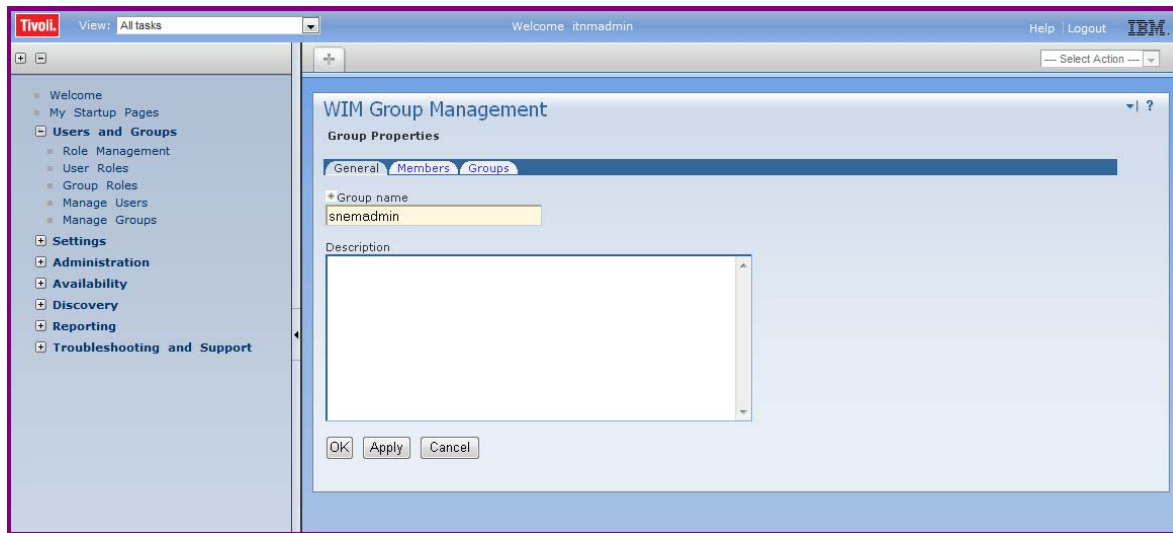 Tivoli. View: All tasks Welcome itnmadmin Help Logout IBM.
--- Select Action ---
Welcome
My Startup Pages
Users and Groups
Role Management
User Roles
Group Roles
Manage Users
Manage Groups
Settings
Administration
Availability
Discovery
Reporting
Troubleshooting and Support
WIM Group Management ?
Group Properties
General Members Groups
*Group name
snemadmin
Description
OK Apply Cancel